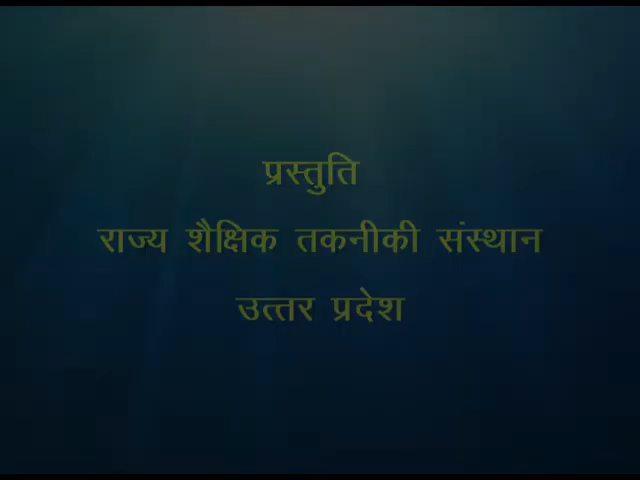 प्रस्तुति
राज्य शैक्षिक तकनीकी संस्थान
उत्तर प्रदेश